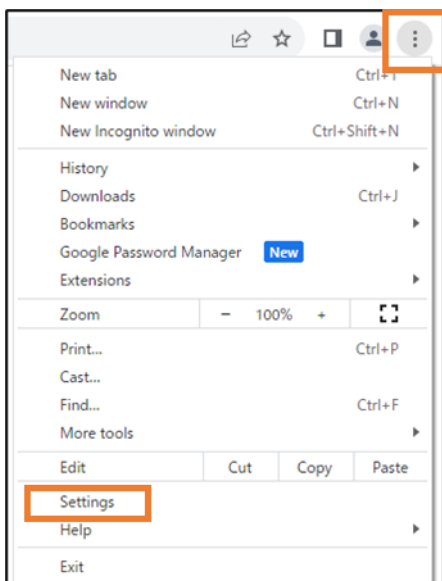 New tab Ctrl+T
New window Ctrl+N
New Incognito window Ctrl+Shift+N
History
Downloads Ctrl+J
Bookmarks
Google Password Manager New
Extensions
Zoom - 100% +
Print... Ctrl+P
Cast...
Find... Ctrl+F
More tools
Edit Cut Copy Paste
Settings
Help
Exit